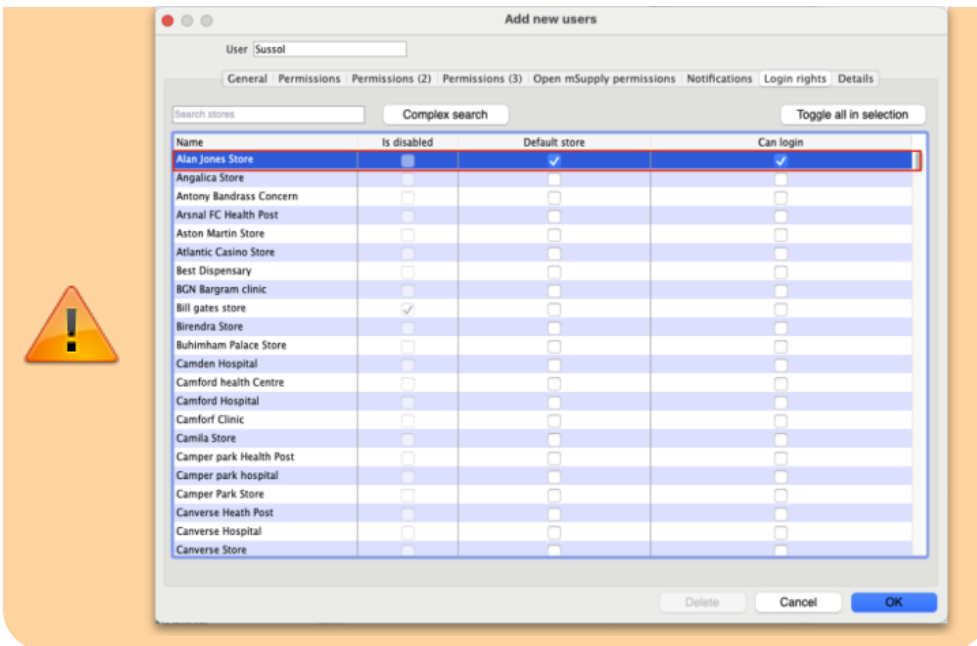 Add new users
User Sussol
General Permissions Permissions (2) Permissions (3) Open mSupply permissions Notifications Login rights Details
Search stores Complex search Toggle all in selection
Name Is disabled Default store Can login
Alan Jones Store
Angalica Store
Antony Bandrass Concern
Arsnal FC Health Post
Aston Martin Store
Atlantic Casino Store
Best Dispensary
BGN Bargram clinic
Bill gates store
Birendra Store
Buhimham Palace Store
Camden Hospital
Camford health Centre
Camford Hospital
Camforf Clinic
Camila Store
Camper park Health Post
Camper park hospital
Camper Park Store
Canverse Heath Post
Canverse Hospital
Canverse Store
Delete Cancel OK